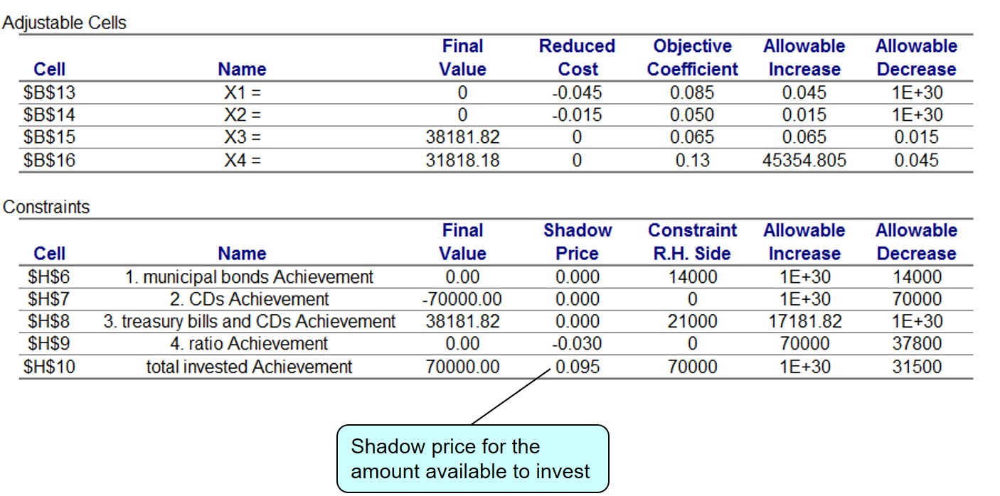 Adjustable Cells
Final Reduced Objective Allowable Allowable
Cell Name Value Cost Coefficient Increase Decrease
$B$13 X1 = 0 -0.045 0.085 0.045 1E+30
$B$14 X2 = 0 -0.015 0.050 0.015 1E+30
$B$15 X3 = 38181.82 0 0.065 0.065 0.015
$B$16 X4 = 31818.18 0 0.13 45354.805 0.045
Constraints
Final Shadow Constraint Allowable Allowable
Cell Name Value Price R.H. Side Increase Decrease
$H$6 1. municipal bonds Achievement 0.00 0.000 14000 1E+30 14000
$H$7 2. CDs Achievement -70000.00 0.000 0 1E+30 70000
$H$8 3. treasury bills and CDs Achievement 38181.82 0.000 21000 17181.82 1E+30
$H$9 4. ratio Achievement 0.00 -0.030 0 70000 37800
$H$10 total invested Achievement 70000.00 0.095 70000 1E+30 31500
Shadow price for the
amount available to invest